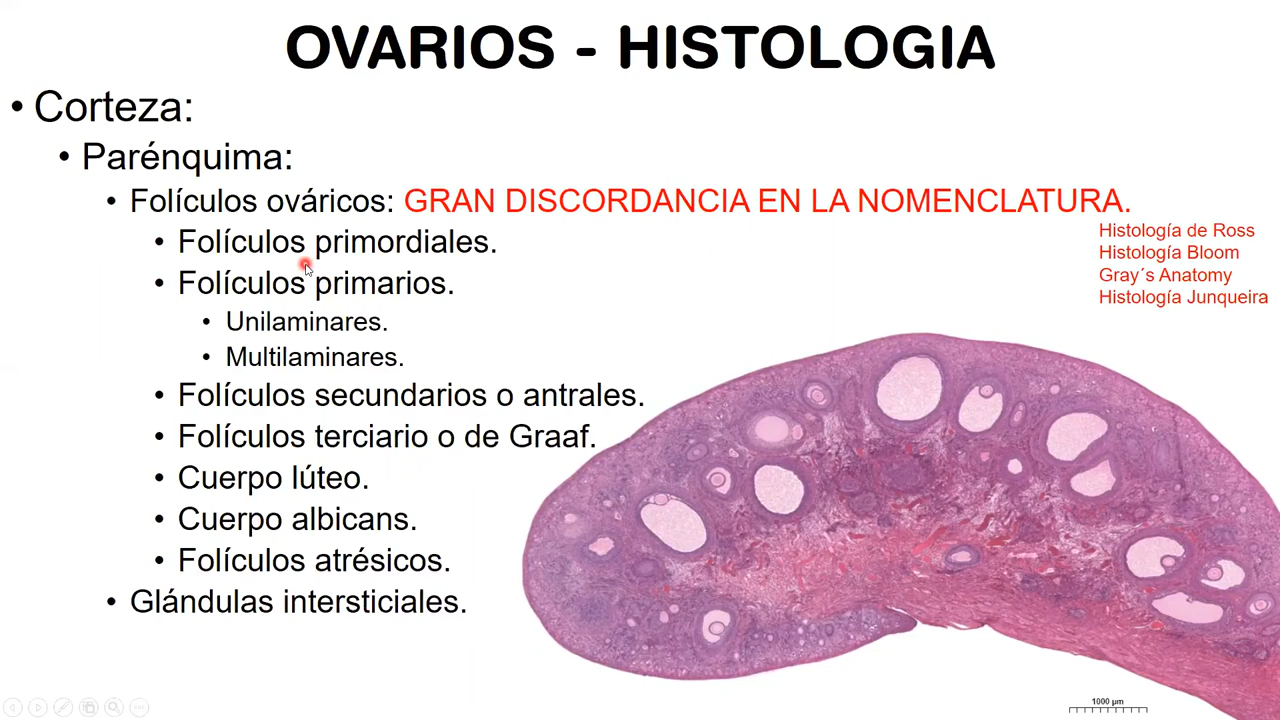 OVARIOS - HISTOLOGIA
• Corteza:
• Parénquima:
• Folículos ováricos: GRAN DISCORDANCIA EN LA NOMENCLATURA.
Histología de Ross
Histología Bloom
Gray´s Anatomy
Histología Junqueira
• Folículos primordiales.
• Folículos primarios.
• Unilaminares.
• Multilaminares.
• Folículos secundarios o antrales.
• Folículos terciario o de Graaf.
• Cuerpo lúteo.
• Cuerpo albicans.
• Folículos atrésicos.
• Glándulas intersticiales.
1000 µm